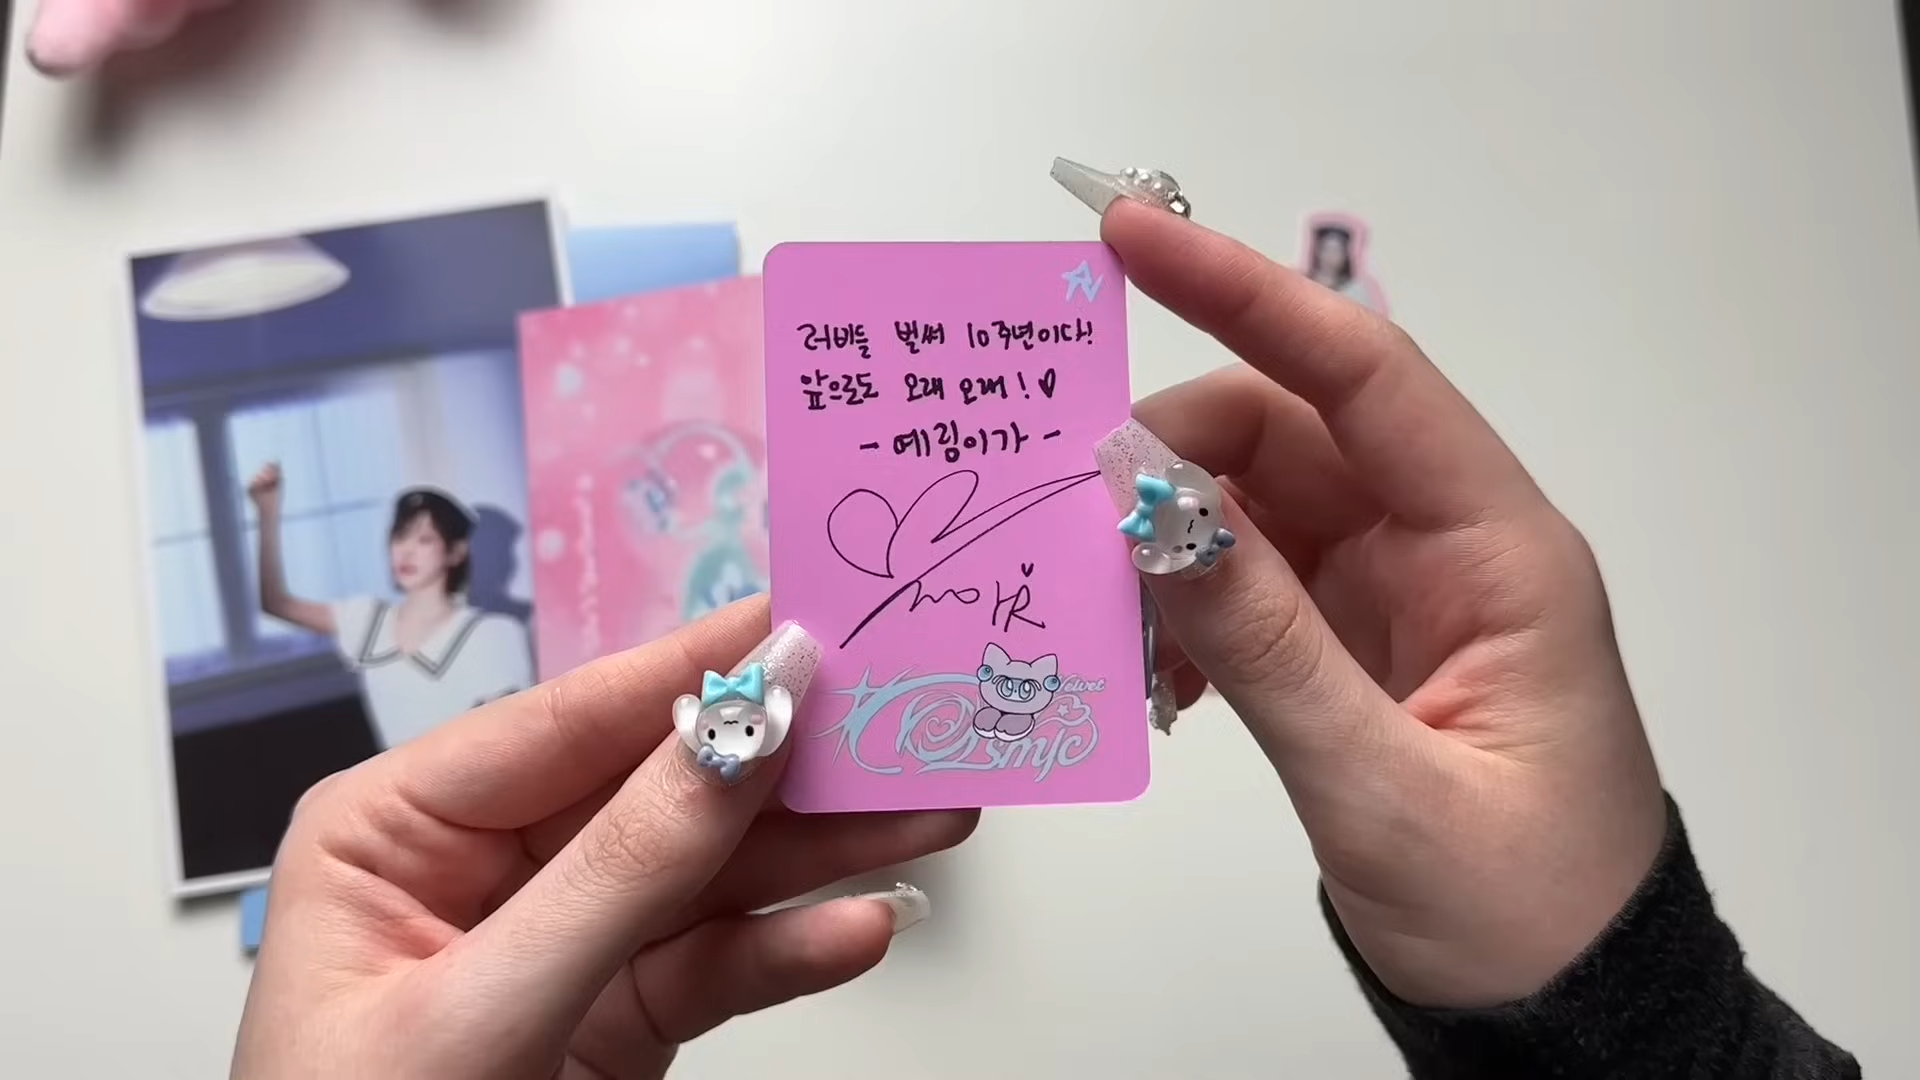 러비들 벌써 10주년이다!
앞으로도 오래 오래!♡
- 예림이가 -
Velvet
Cosmic